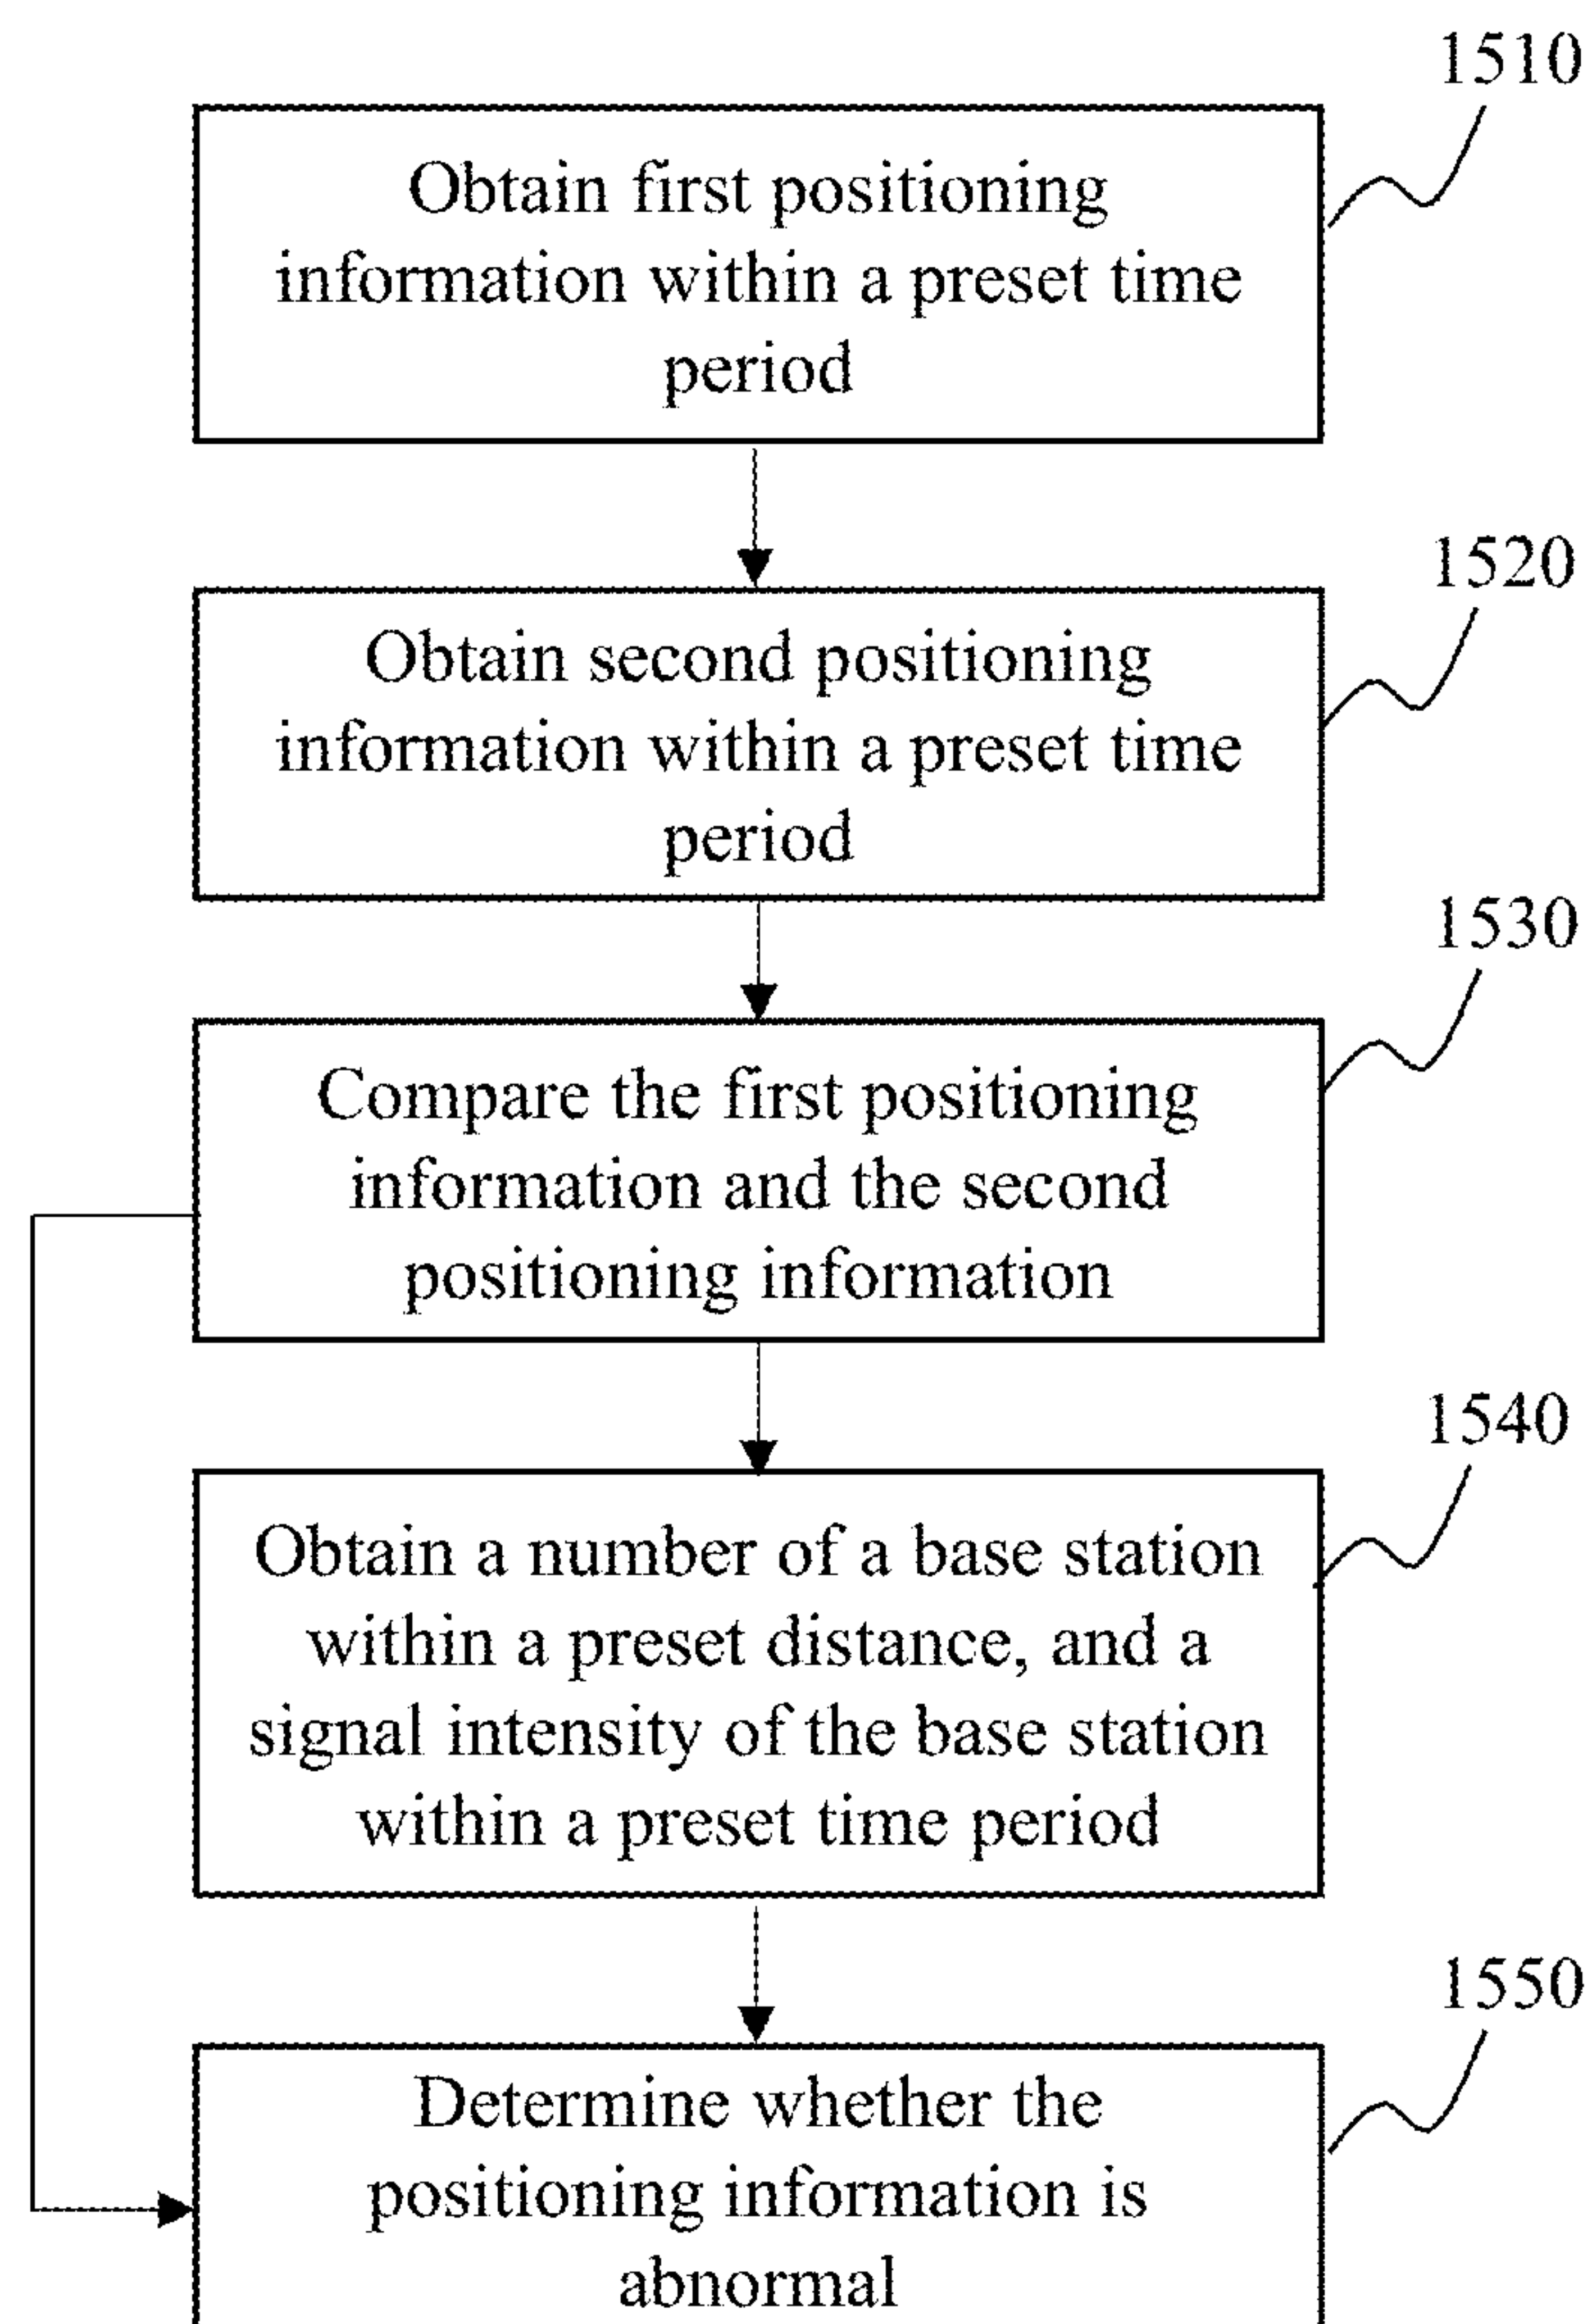 1510
Obtain first positioning
information within a preset time
period
1520
Obtain second positioning
information within a preset time
period
1530
Compare the first positioning
information and the second
positioning information
1540
Obtain a number of a base station
within a preset distance, and a
signal intensity of the base station
within a preset time period
1550
Determine whether the
positioning information is
abnormal